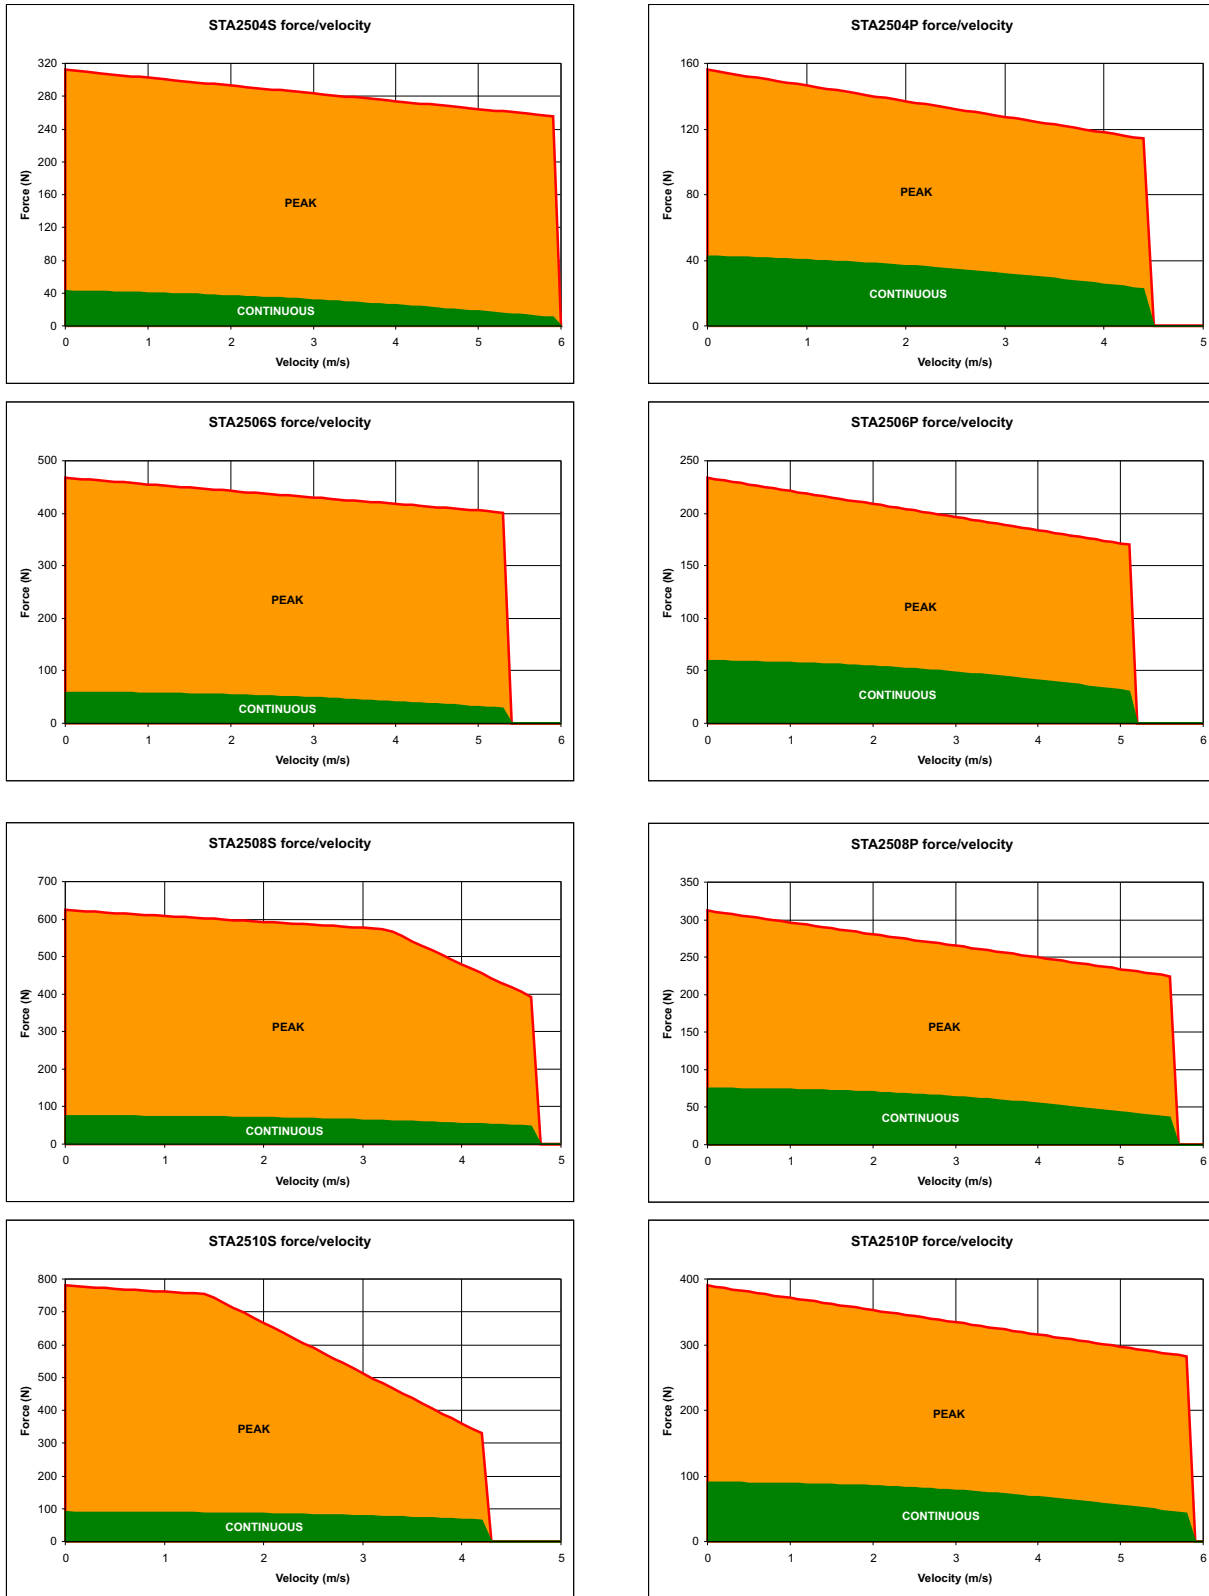 STA2504S force/velocity
320
280
240
200
160
120
80
40
0
Force (N)
PEAK
CONTINUOUS
0 1 2 3 4 5 6
Velocity (m/s)
STA2504P force/velocity
160
120
80
40
0
Force (N)
PEAK
CONTINUOUS
0 1 2 3 4 5
Velocity (m/s)
STA2506S force/velocity
500
400
300
200
100
0
Force (N)
PEAK
CONTINUOUS
0 1 2 3 4 5 6
Velocity (m/s)
STA2506P force/velocity
250
200
150
100
50
0
Force (N)
PEAK
CONTINUOUS
0 1 2 3 4 5 6
Velocity (m/s)
STA2508S force/velocity
700
600
500
400
300
200
100
0
Force (N)
PEAK
CONTINUOUS
0 1 2 3 4 5
Velocity (m/s)
STA2508P force/velocity
350
300
250
200
150
100
50
0
Force (N)
PEAK
CONTINUOUS
0 1 2 3 4 5 6
Velocity (m/s)
STA2510S force/velocity
800
700
600
500
400
300
200
100
0
Force (N)
PEAK
CONTINUOUS
0 1 2 3 4 5
Velocity (m/s)
STA2510P force/velocity
400
300
200
100
0
Force (N)
PEAK
CONTINUOUS
0 1 2 3 4 5 6
Velocity (m/s)